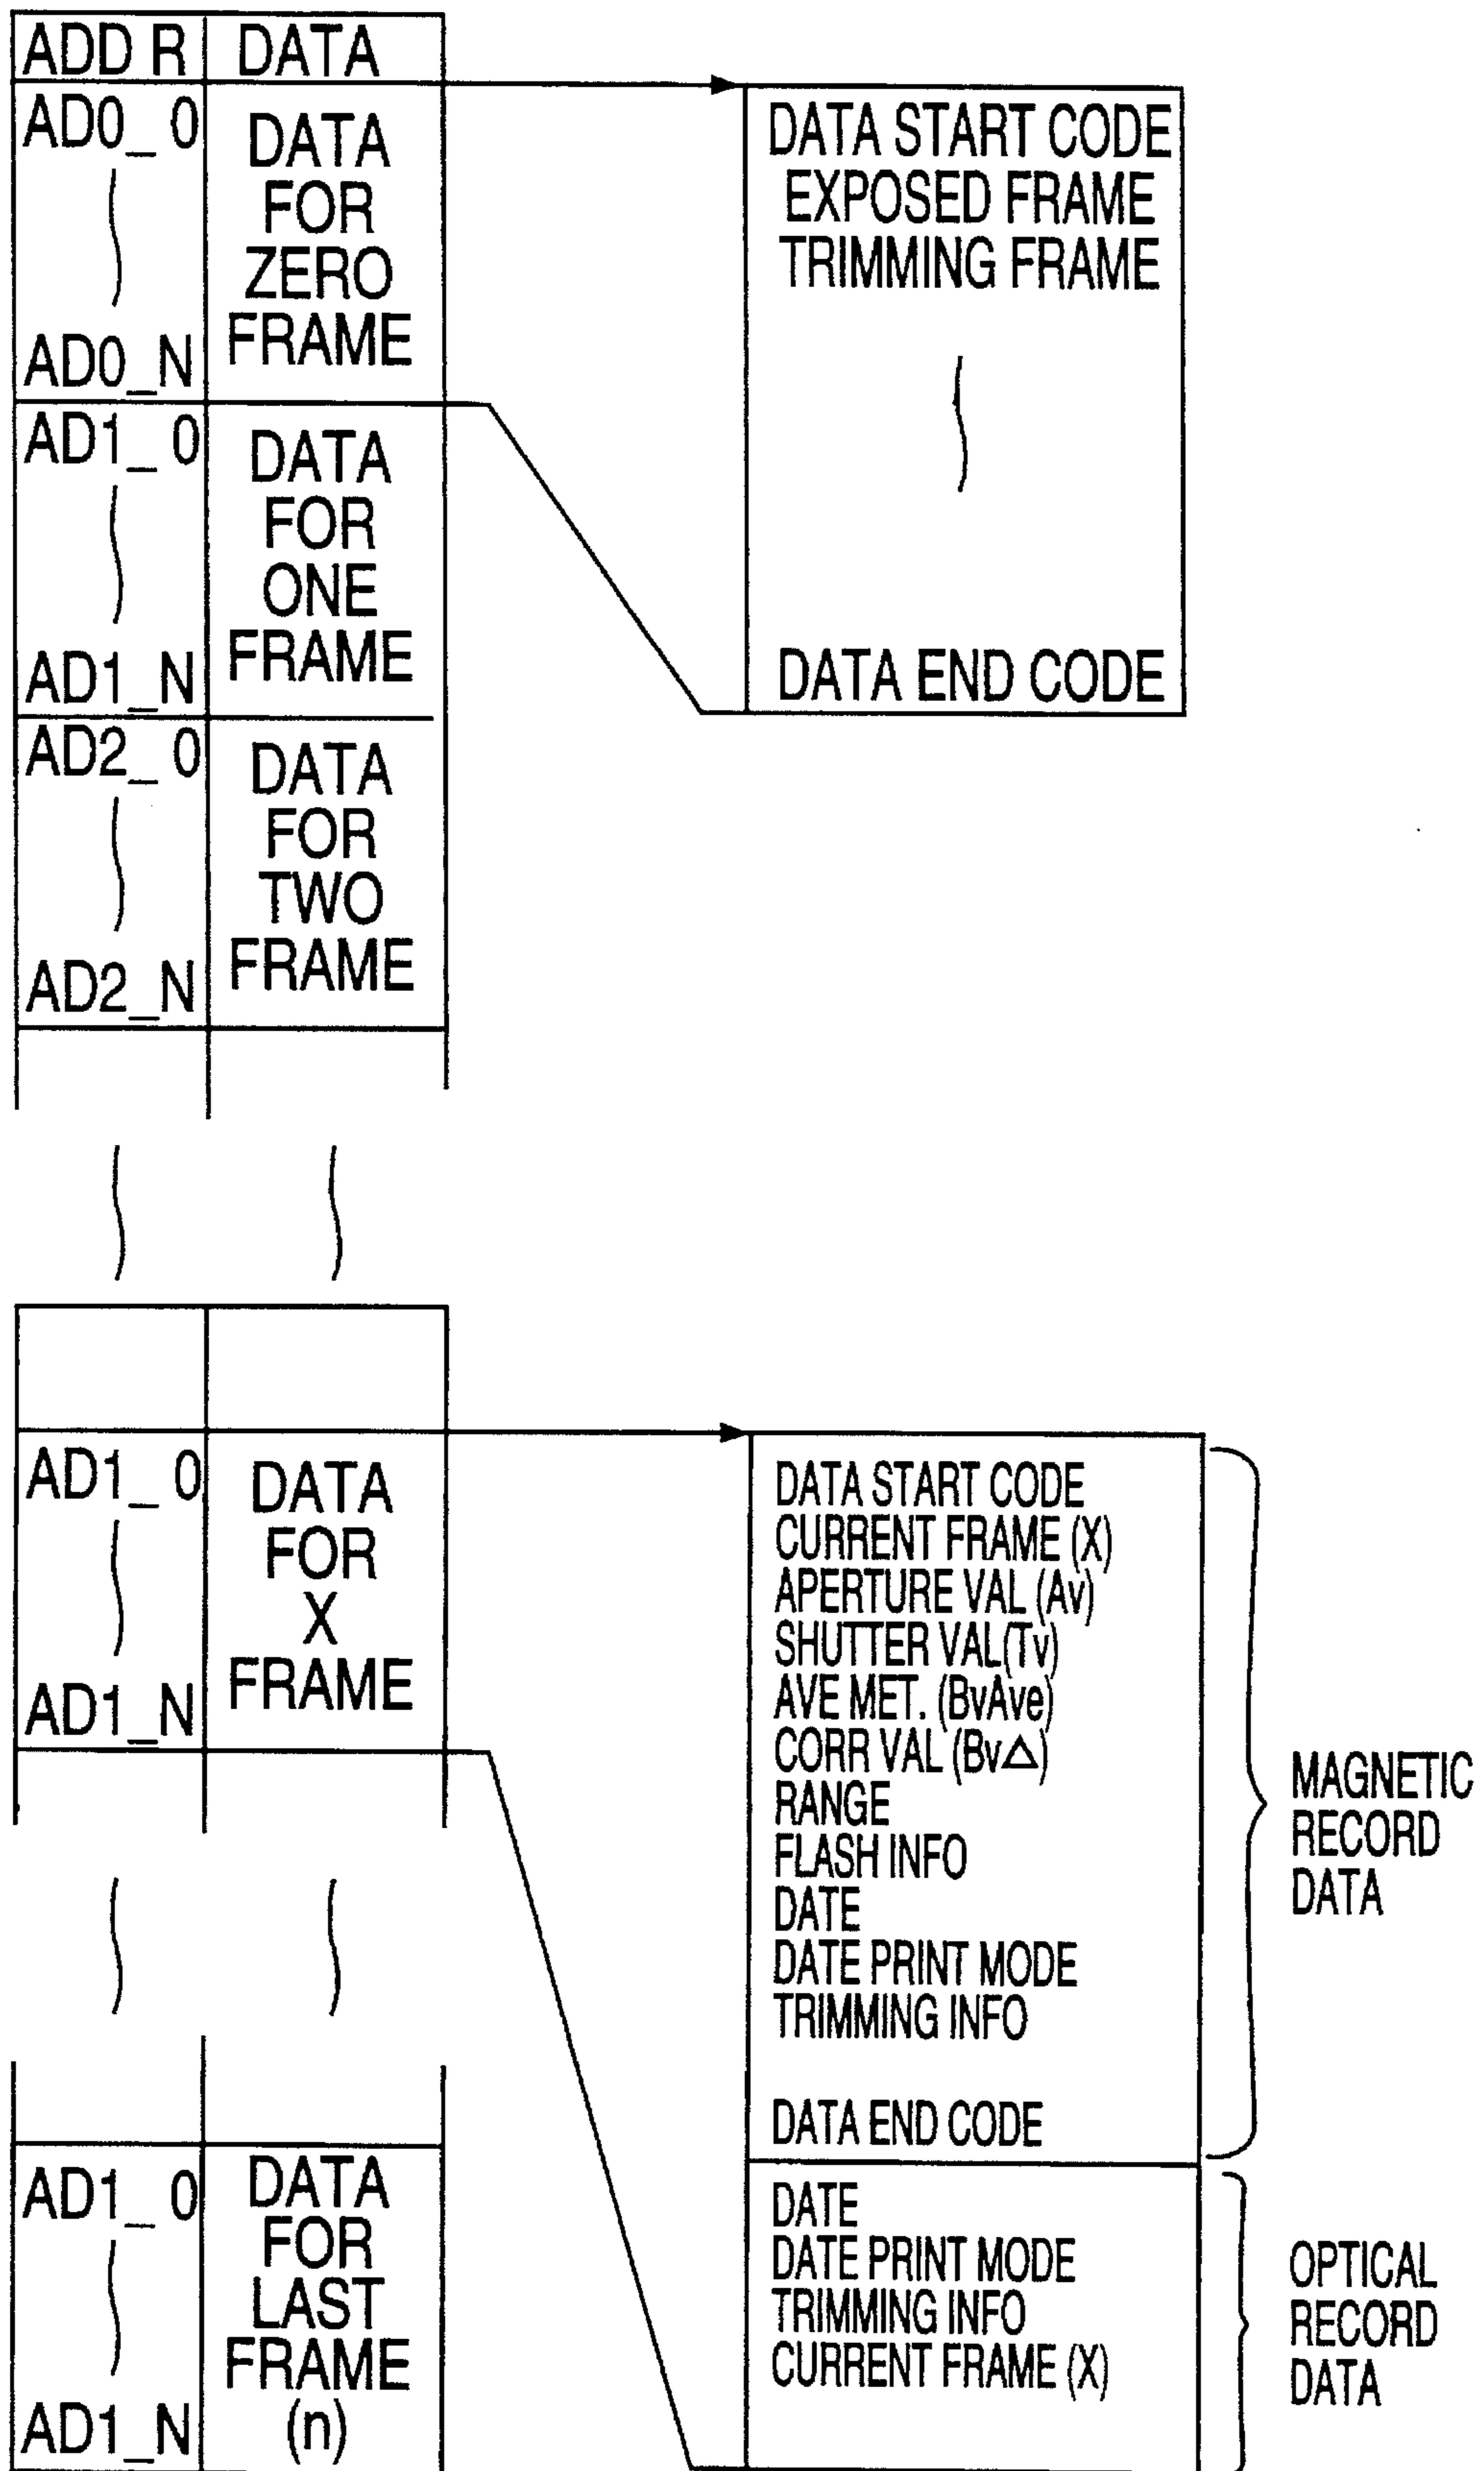 ADD R DATA
AD0_0
DATA
FOR
ZERO
FRAME
AD0_N
DATA START CODE
EXPOSED FRAME
TRIMMING FRAME
DATA END CODE
AD1_0
DATA
FOR
ONE
FRAME
AD1_N
AD2_0
DATA
FOR
TWO
FRAME
AD2_N
AD1_0
DATA
FOR
X
FRAME
AD1_N
DATA START CODE
CURRENT FRAME (X)
APERTURE VAL (Av)
SHUTTER VAL(Tv)
AVE MET. (BvAve)
CORR VAL (Bv△)
RANGE
FLASH INFO
DATE
DATE PRINT MODE
TRIMMING INFO
DATA END CODE
MAGNETIC
RECORD
DATA
DATE
DATE PRINT MODE
TRIMMING INFO
CURRENT FRAME (X)
OPTICAL
RECORD
DATA
AD1_0
DATA
FOR
LAST
FRAME
(n)
AD1_N